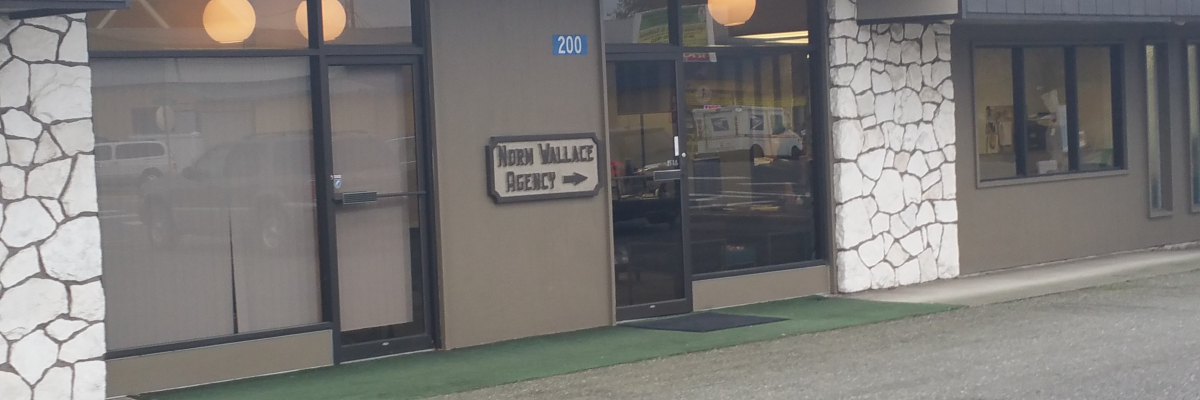 200
NORM WALLACE
AGENCY →